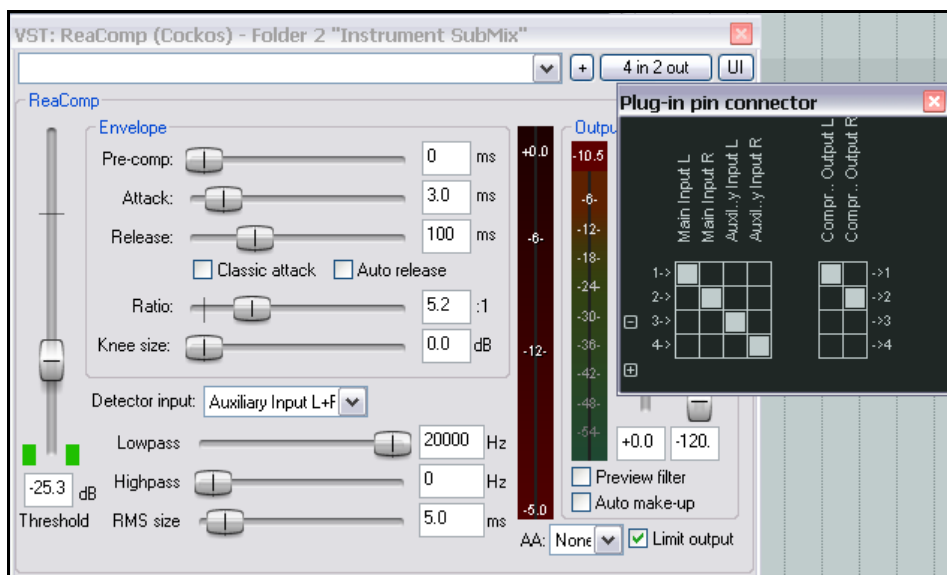 VST: ReaComp (Cockos) - Folder 2 "Instrument SubMix"
+ 4 in 2 out UI
ReaComp
Envelope
Pre-comp: 0 ms
Attack: 3.0 ms
Release: 100 ms
Classic attack Auto release
Ratio: 5.2 :1
Knee size: 0.0 dB
Detector input: Auxiliary Input L+F
Lowpass 20000 Hz
Highpass 0 Hz
RMS size 5.0 ms
-25.3 dB
Threshold
+0.0
-6-
-12-
-5.0
Outpu
-10.5
-6-
-12-
-18-
-24-
-30-
-36-
-42-
-48-
-54-
+0.0 -120.
Preview filter
Auto make-up
AA: None Limit output
Plug-in pin connector
Main Input L
Main Input R
Auxil..y Input L
Auxil..y Input R
Compr.. Output L
Compr.. Output R
1-> ->1
2-> ->2
3-> ->3
4-> ->4